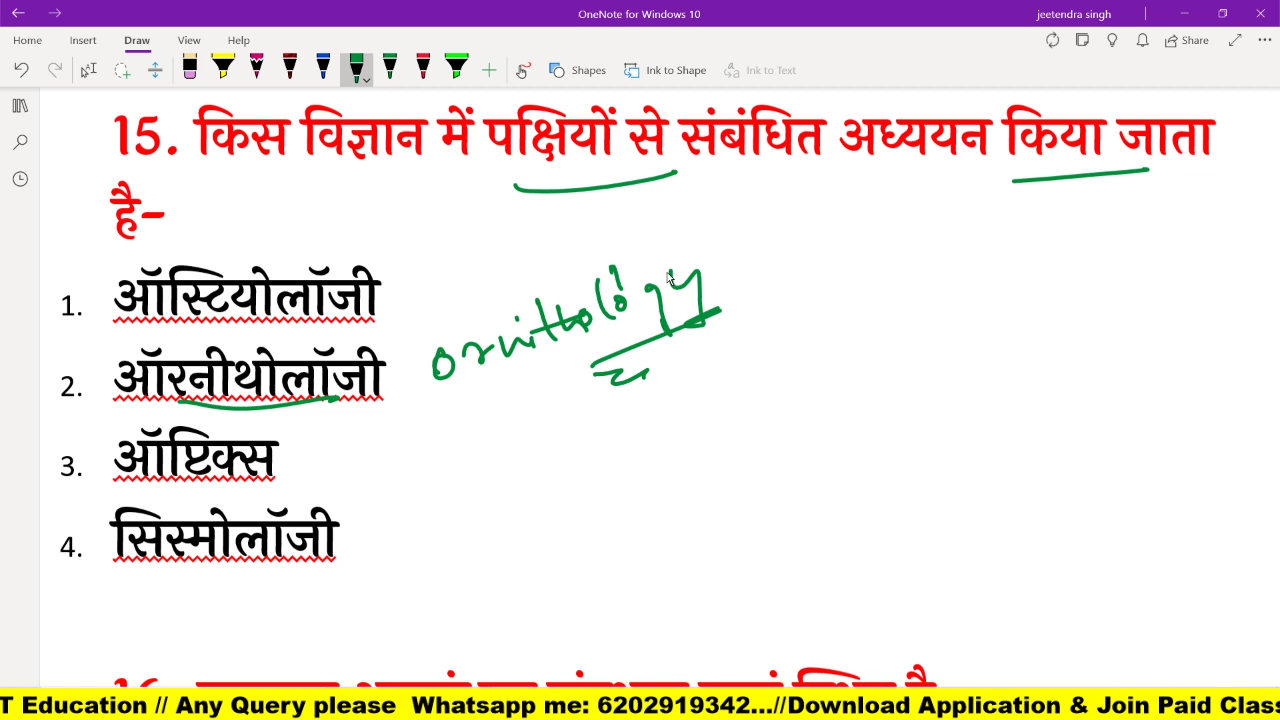 OneNote for Windows 10
jeetendra singh
Home Insert Draw View Help
Share
Shapes Ink to Shape Ink to Text
15. किस विज्ञान में पक्षियों से संबंधित अध्ययन किया जाता
है-
1. ऑस्टियोलॉजी
ornithology
2. ऑरनीथोलॉजी
3. ऑप्टिक्स
4. सिस्मोलॉजी
T Education // Any Query please Whatsapp me: 6202919342...//Download Application & Join Paid Clas